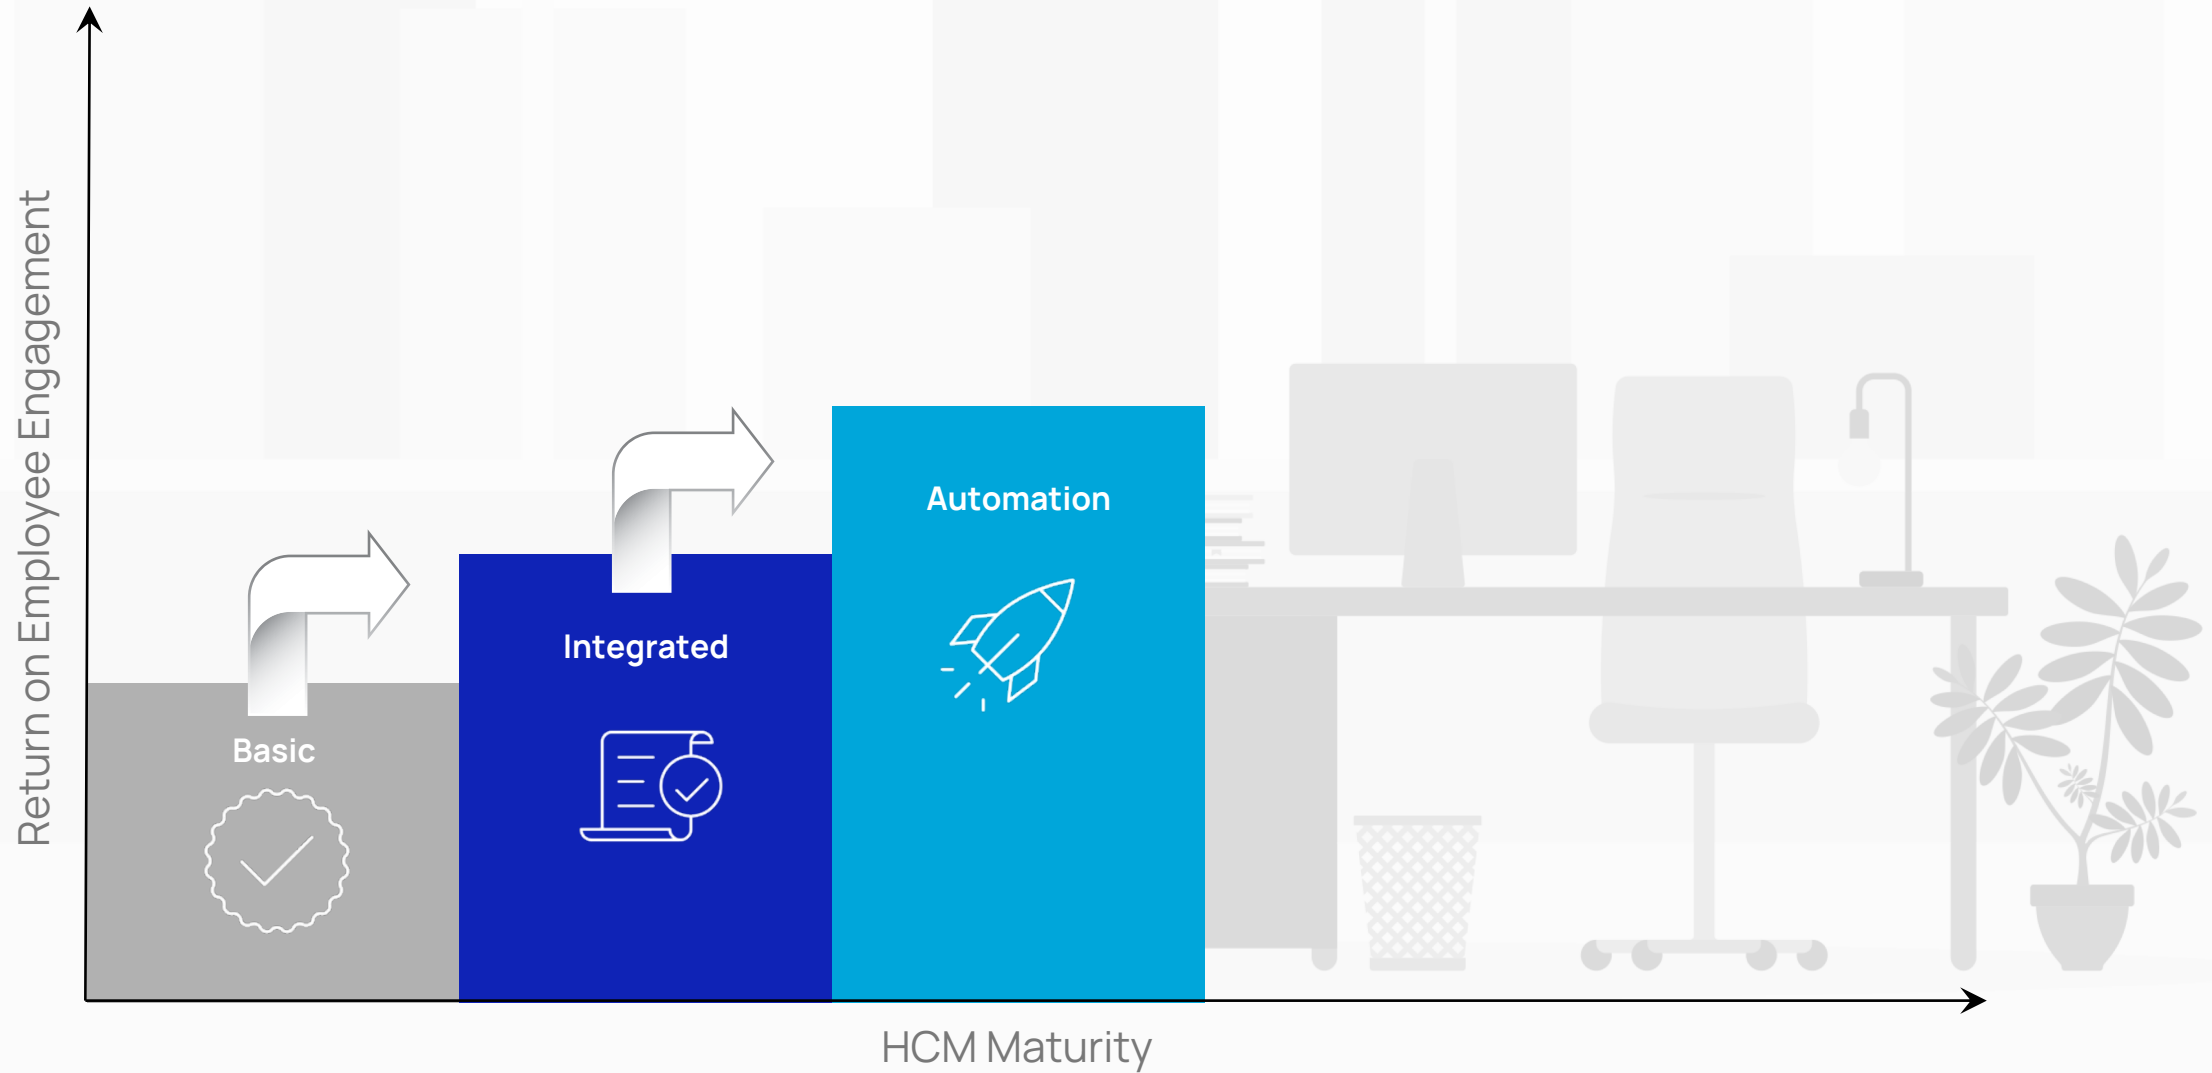 Return on Employee Engagement
Basic
Integrated
Automation
HCM Maturity